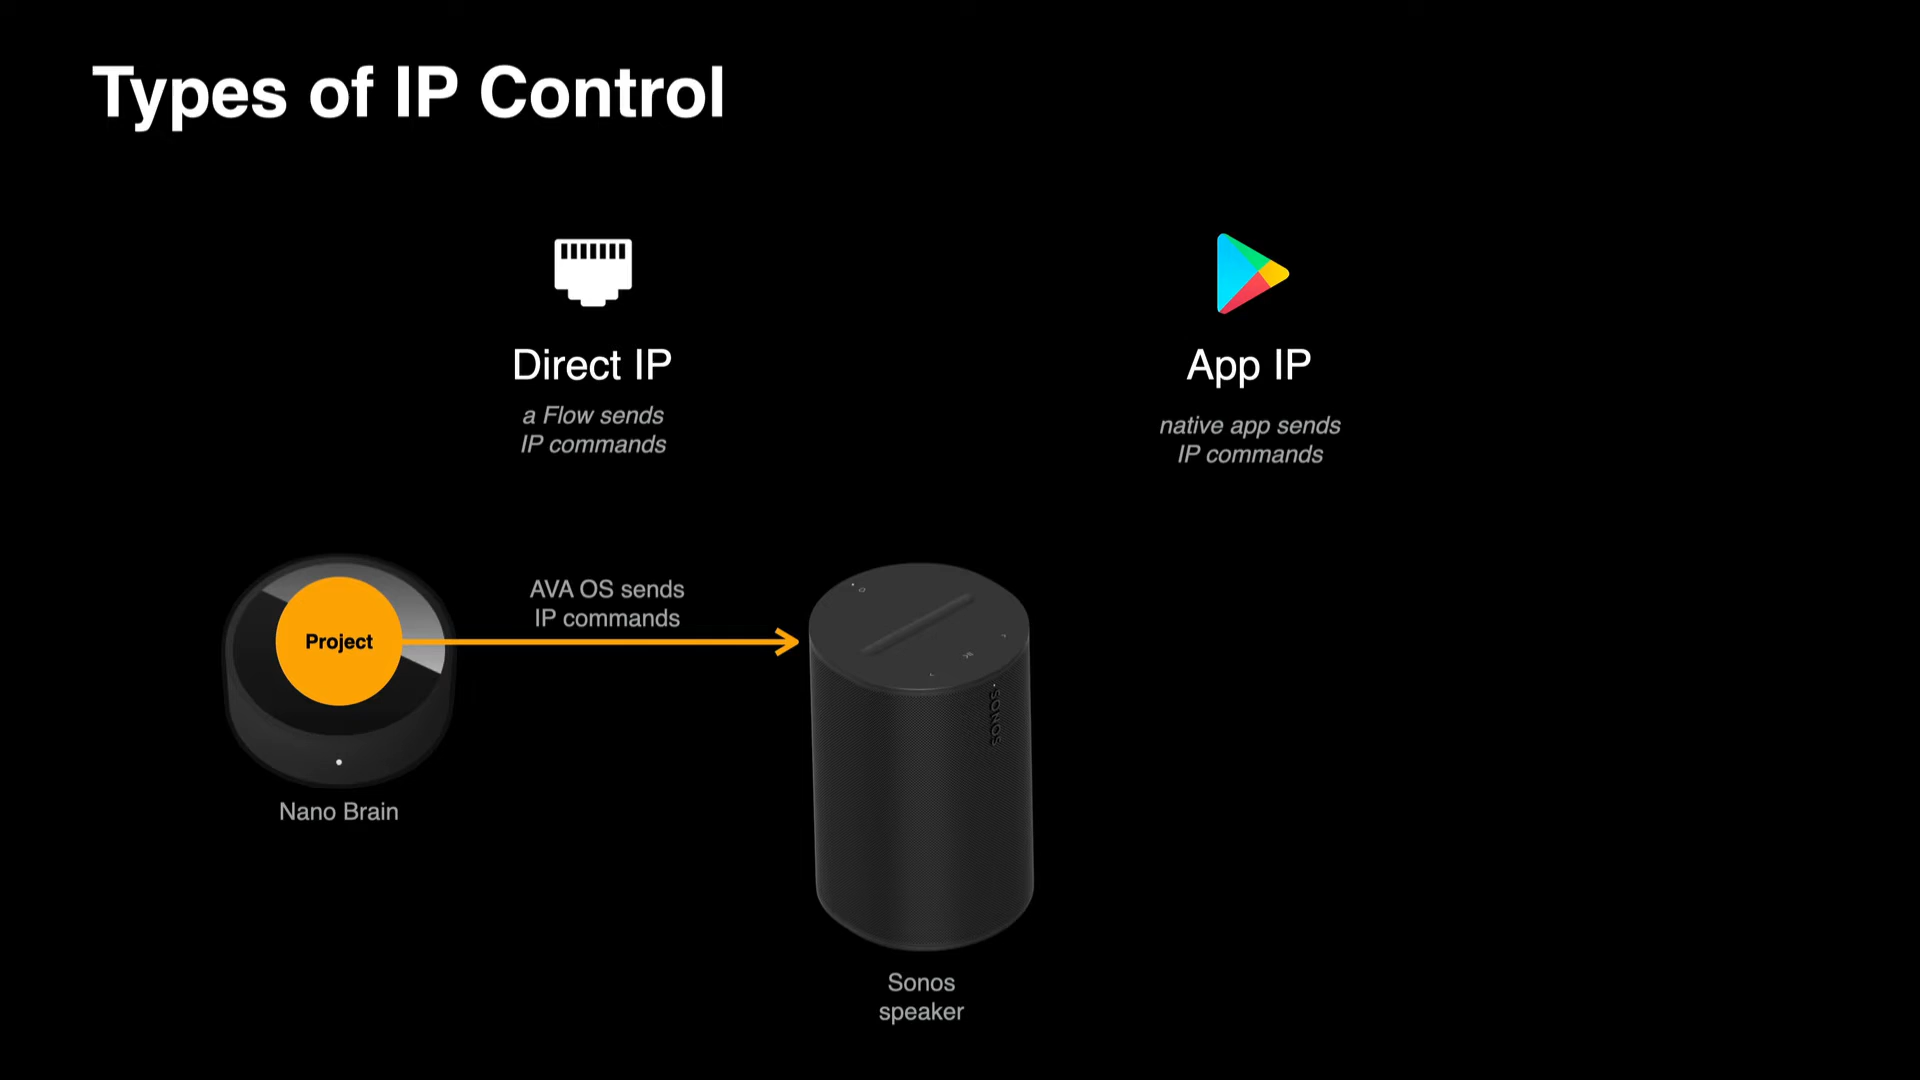 Types of IP Control
Direct IP
a Flow sends
IP commands
App IP
native app sends
IP commands
Project
AVA OS sends
IP commands
SONOS
Nano Brain
Sonos
speaker